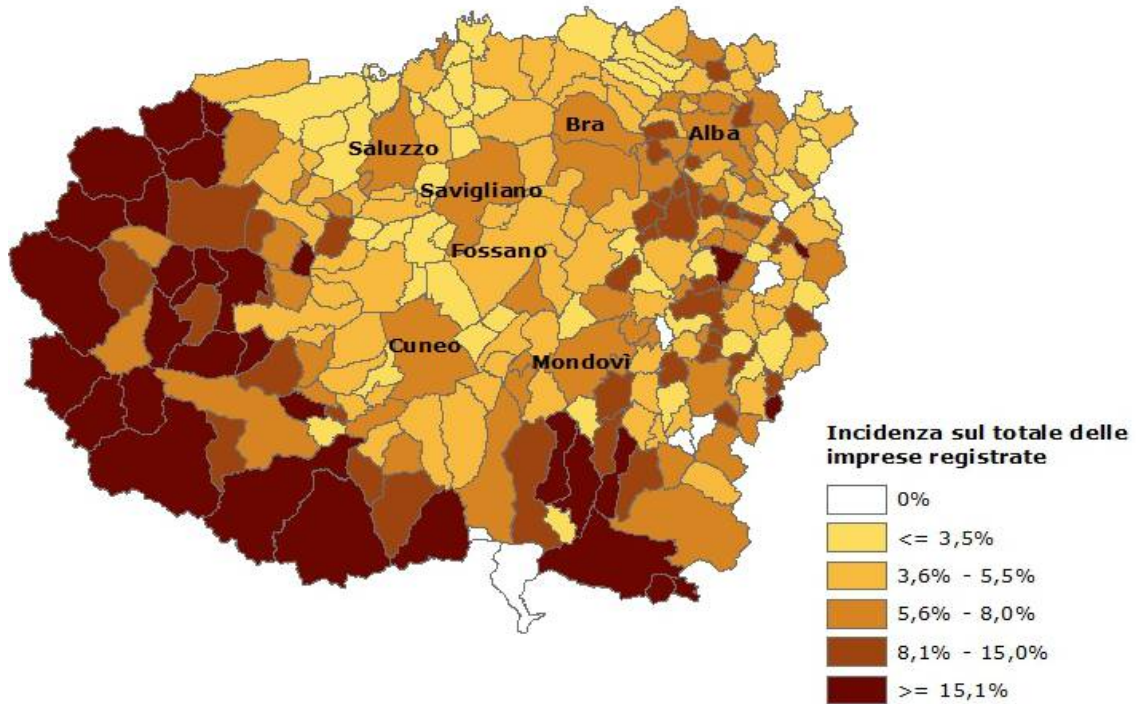 Bra
Alba
Saluzzo
Savigliano
Fossano
Cuneo
Mondovì
Incidenza sul totale delle
imprese registrate
0%
<= 3,5%
3,6% - 5,5%
5,6% - 8,0%
8,1% - 15,0%
>= 15,1%